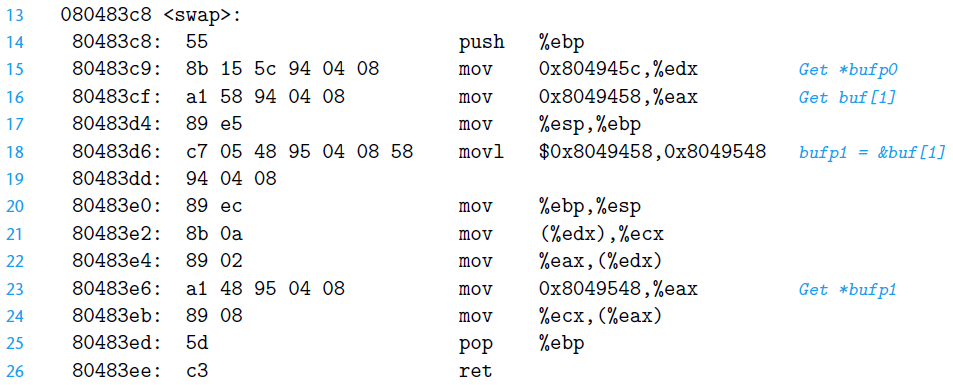 13 080483c8 <swap>:
14 80483c8: 55 push %ebp
15 80483c9: 8b 15 5c 94 04 08 mov 0x804945c,%edx Get *bufp0
16 80483cf: a1 58 94 04 08 mov 0x8049458,%eax Get buf[1]
17 80483d4: 89 e5 mov %esp,%ebp
18 80483d6: c7 05 48 95 04 08 58 movl $0x8049458,0x8049548 bufp1 = &buf[1]
19 80483dd: 94 04 08
20 80483e0: 89 ec mov %ebp,%esp
21 80483e2: 8b 0a mov (%edx),%ecx
22 80483e4: 89 02 mov %eax,(%edx)
23 80483e6: a1 48 95 04 08 mov 0x8049548,%eax Get *bufp1
24 80483eb: 89 08 mov %ecx,(%eax)
25 80483ed: 5d pop %ebp
26 80483ee: c3 ret